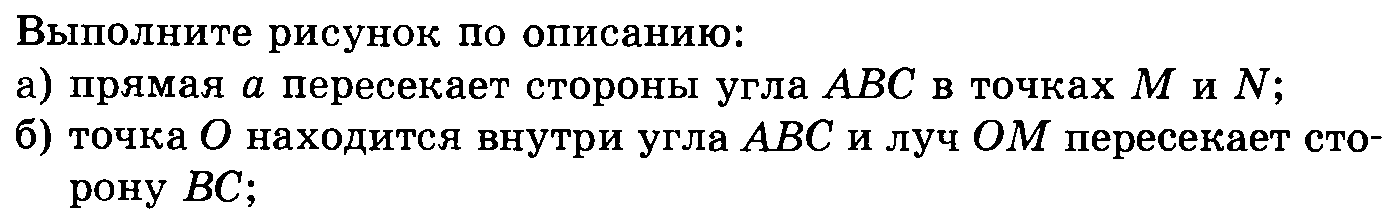 Выполните рисунок по описанию:
а) прямая a пересекает стороны угла ABC в точках M и N;
б) точка O находится внутри угла ABC и луч OM пересекает сто-
рону BC;